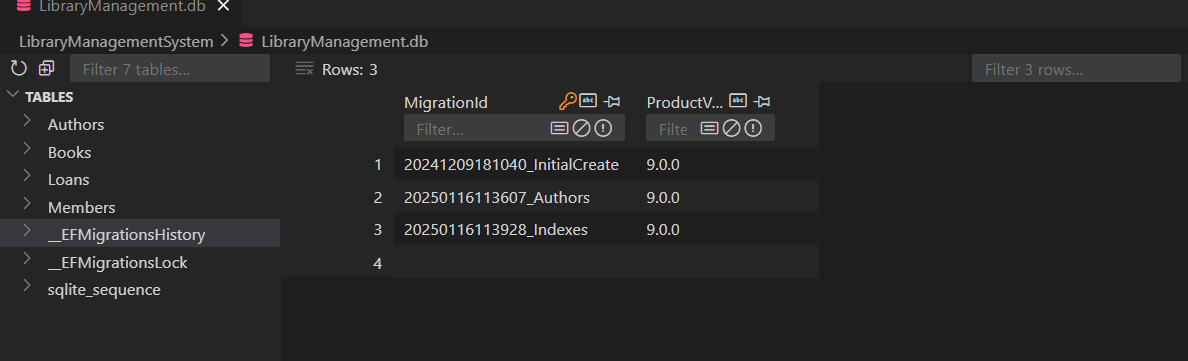 LibraryManagement.db
LibraryManagementSystem > LibraryManagement.db
Filter 7 tables...
Rows: 3
Filter 3 rows...
TABLES
Authors
Books
Loans
Members
__EFMigrationsHistory
__EFMigrationsLock
sqlite_sequence
MigrationId
ProductV...
Filter...
Filte
1 20241209181040_InitialCreate 9.0.0
2 20250116113607_Authors 9.0.0
3 20250116113928_Indexes 9.0.0
4